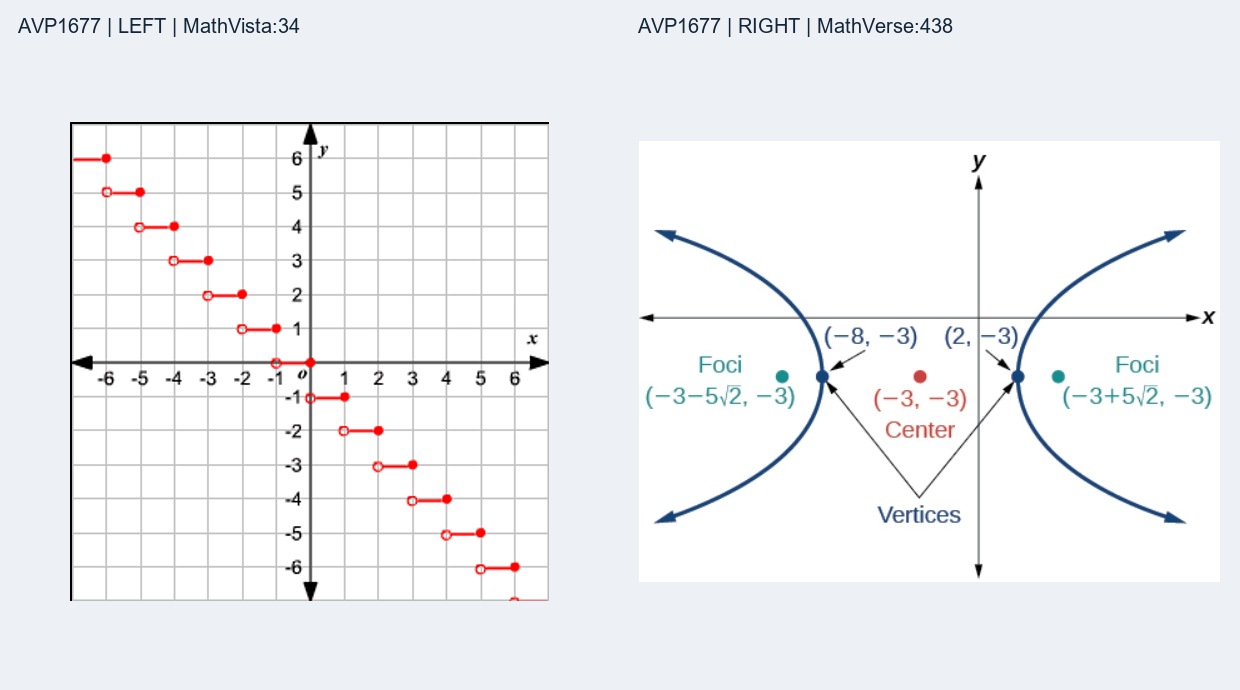 AVP1677 | LEFT | MathVista:34
y
6
5
4
3
2
1
x
-6 -5 -4 -3 -2 -1 o 1 2 3 4 5 6
-1
-2
-3
-4
-5
-6
AVP1677 | RIGHT | MathVerse:438
y
x
(−8, −3) (2, −3)
Foci
(−3−5√2, −3)
(−3, −3)
Center
Foci
(−3+5√2, −3)
Vertices